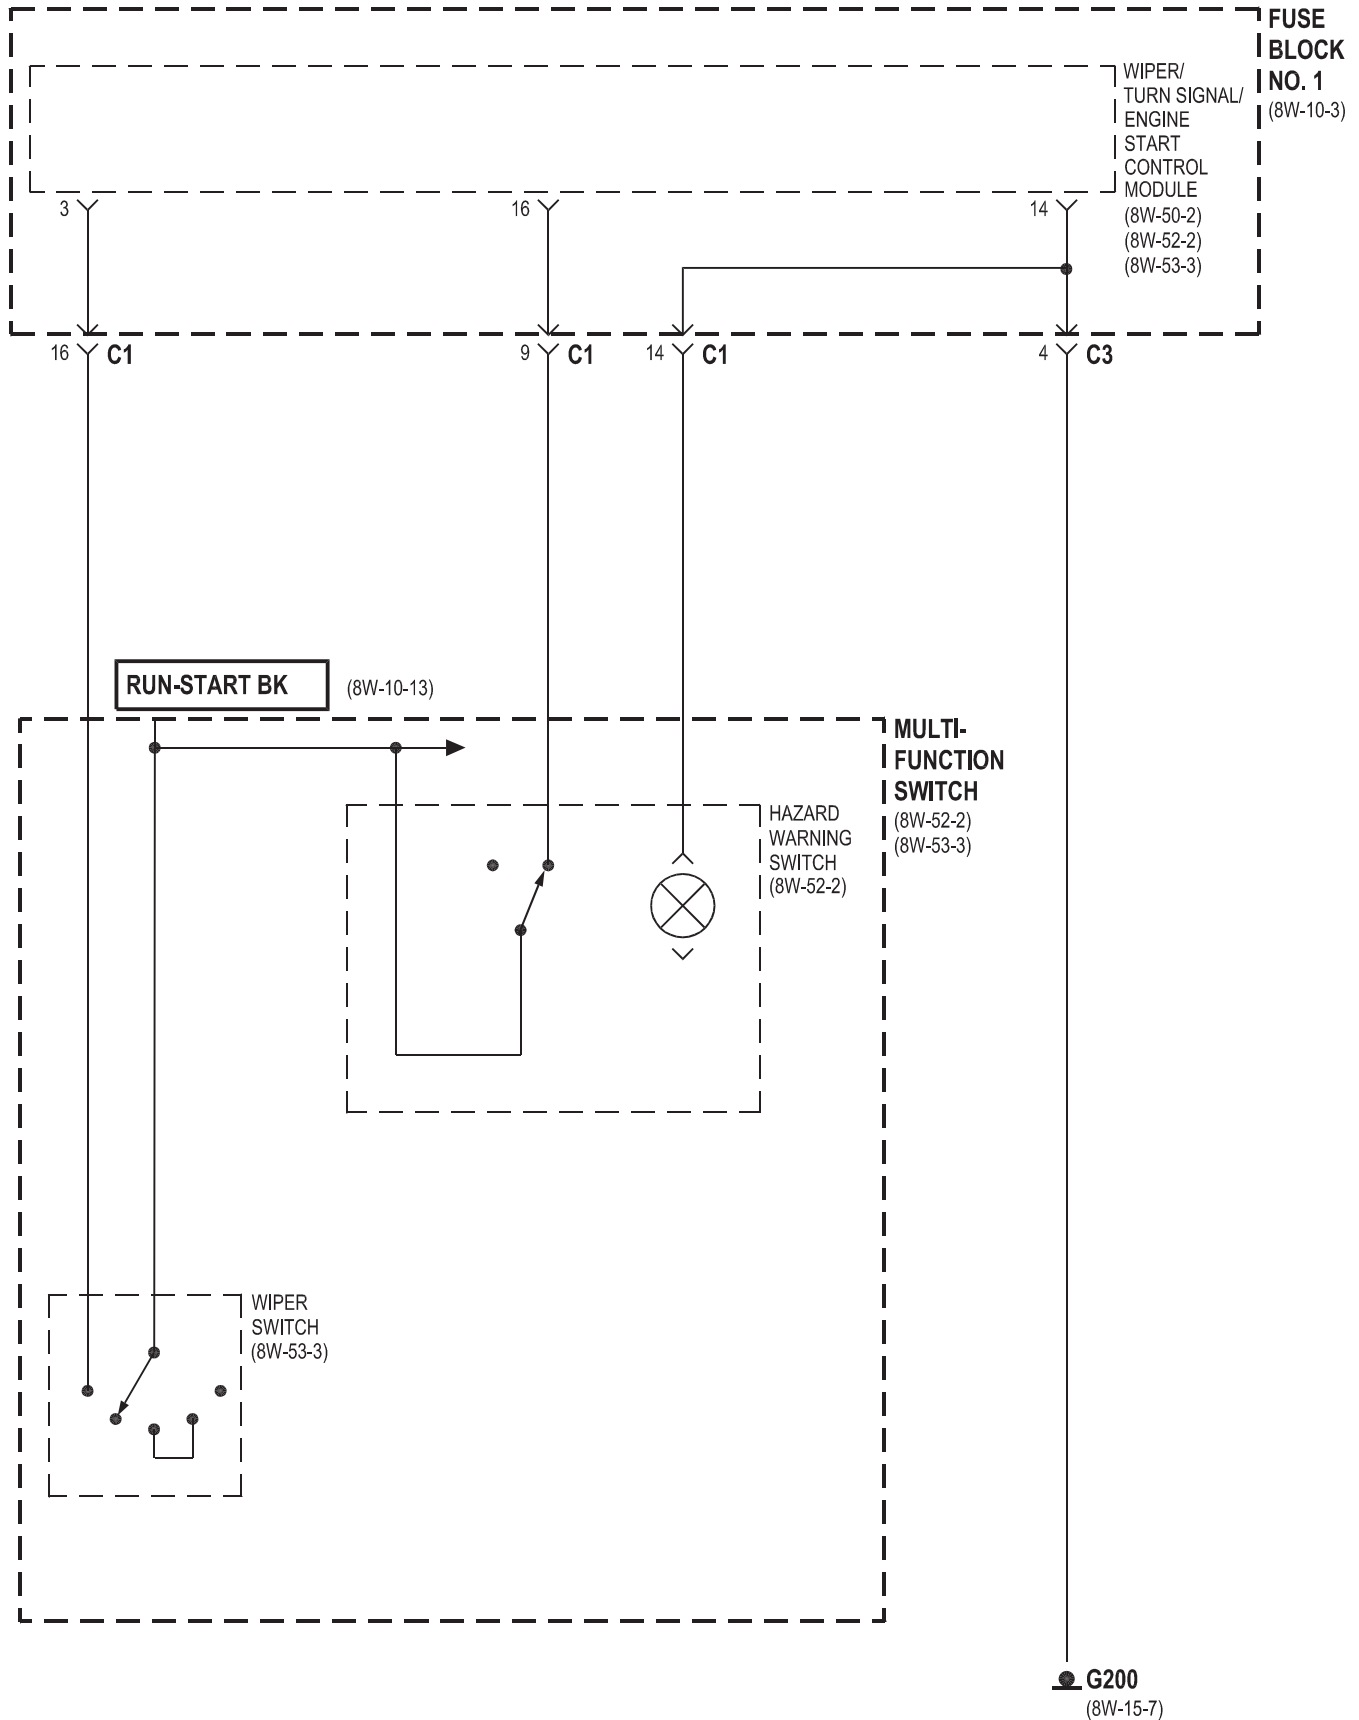 FUSE
BLOCK
NO. 1
(8W-10-3)
WIPER/
TURN SIGNAL/
ENGINE
START
CONTROL
MODULE
(8W-50-2)
(8W-52-2)
(8W-53-3)
3
16
14
16 C1
9 C1
14 C1
4 C3
RUN-START BK (8W-10-13)
MULTI-
FUNCTION
SWITCH
(8W-52-2)
(8W-53-3)
HAZARD
WARNING
SWITCH
(8W-52-2)
WIPER
SWITCH
(8W-53-3)
G200
(8W-15-7)